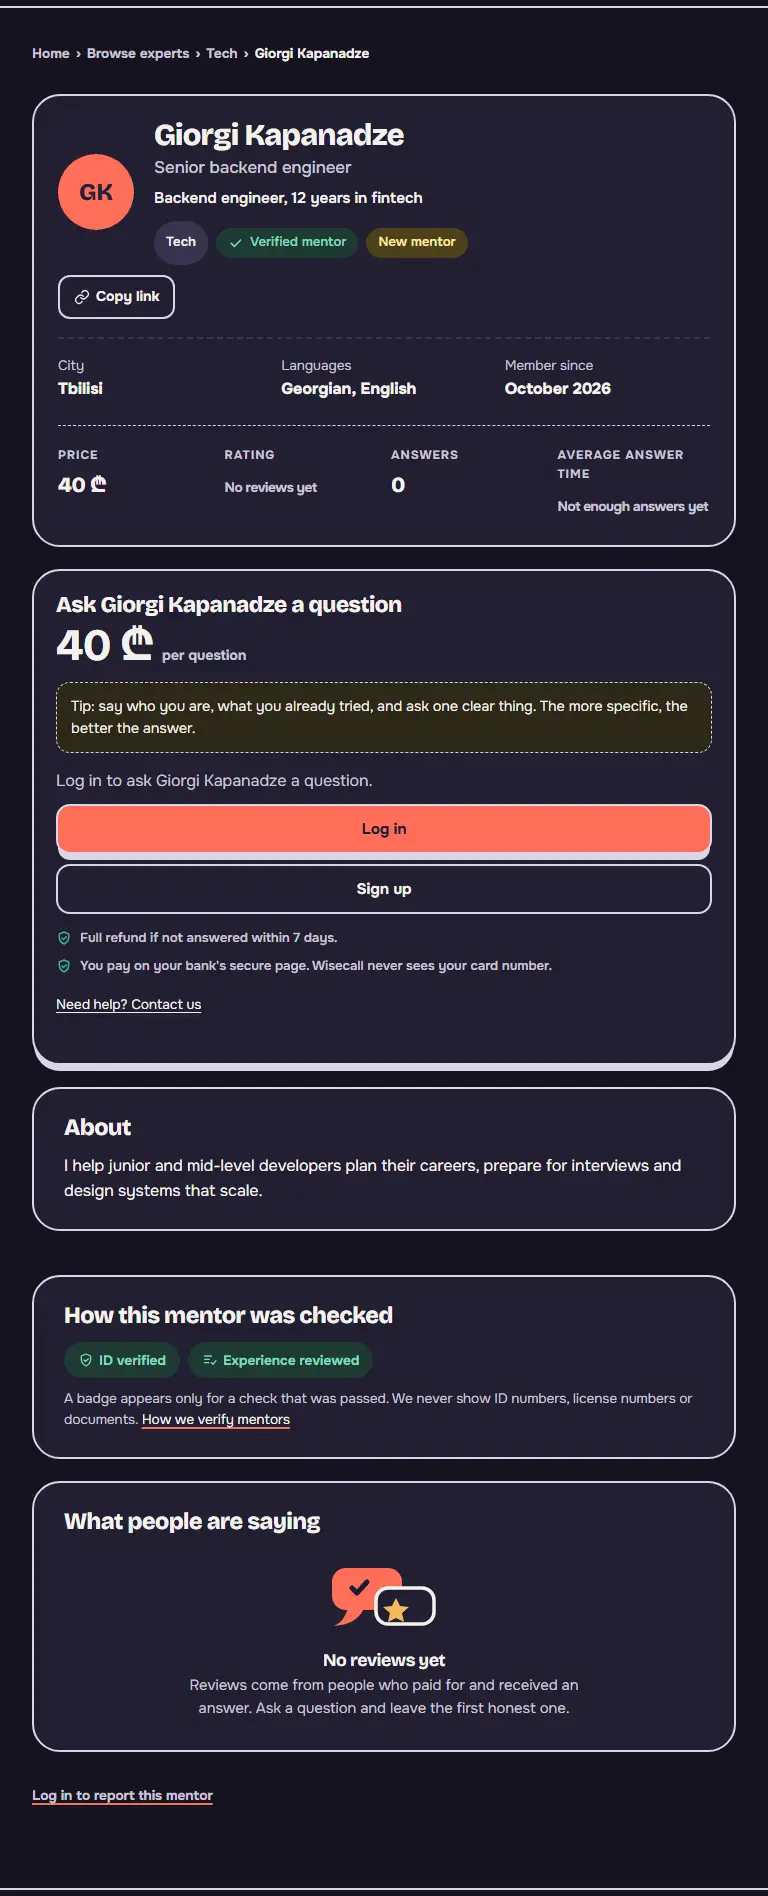 Home › Browse experts › Tech › Giorgi Kapanadze
GK
Giorgi Kapanadze
Senior backend engineer
Backend engineer, 12 years in fintech
Tech
Verified mentor
New mentor
Copy link
City
Tbilisi
Languages
Georgian, English
Member since
October 2026
PRICE
40 ₾
RATING
No reviews yet
ANSWERS
0
AVERAGE ANSWER
TIME
Not enough answers yet
Ask Giorgi Kapanadze a question
40 ₾ per question
Tip: say who you are, what you already tried, and ask one clear thing. The more specific, the
better the answer.
Log in to ask Giorgi Kapanadze a question.
Log in
Sign up
Full refund if not answered within 7 days.
You pay on your bank's secure page. Wisecall never sees your card number.
Need help? Contact us
About
I help junior and mid-level developers plan their careers, prepare for interviews and
design systems that scale.
How this mentor was checked
ID verified
Experience reviewed
A badge appears only for a check that was passed. We never show ID numbers, license numbers or
documents. How we verify mentors
What people are saying
No reviews yet
Reviews come from people who paid for and received an
answer. Ask a question and leave the first honest one.
Log in to report this mentor